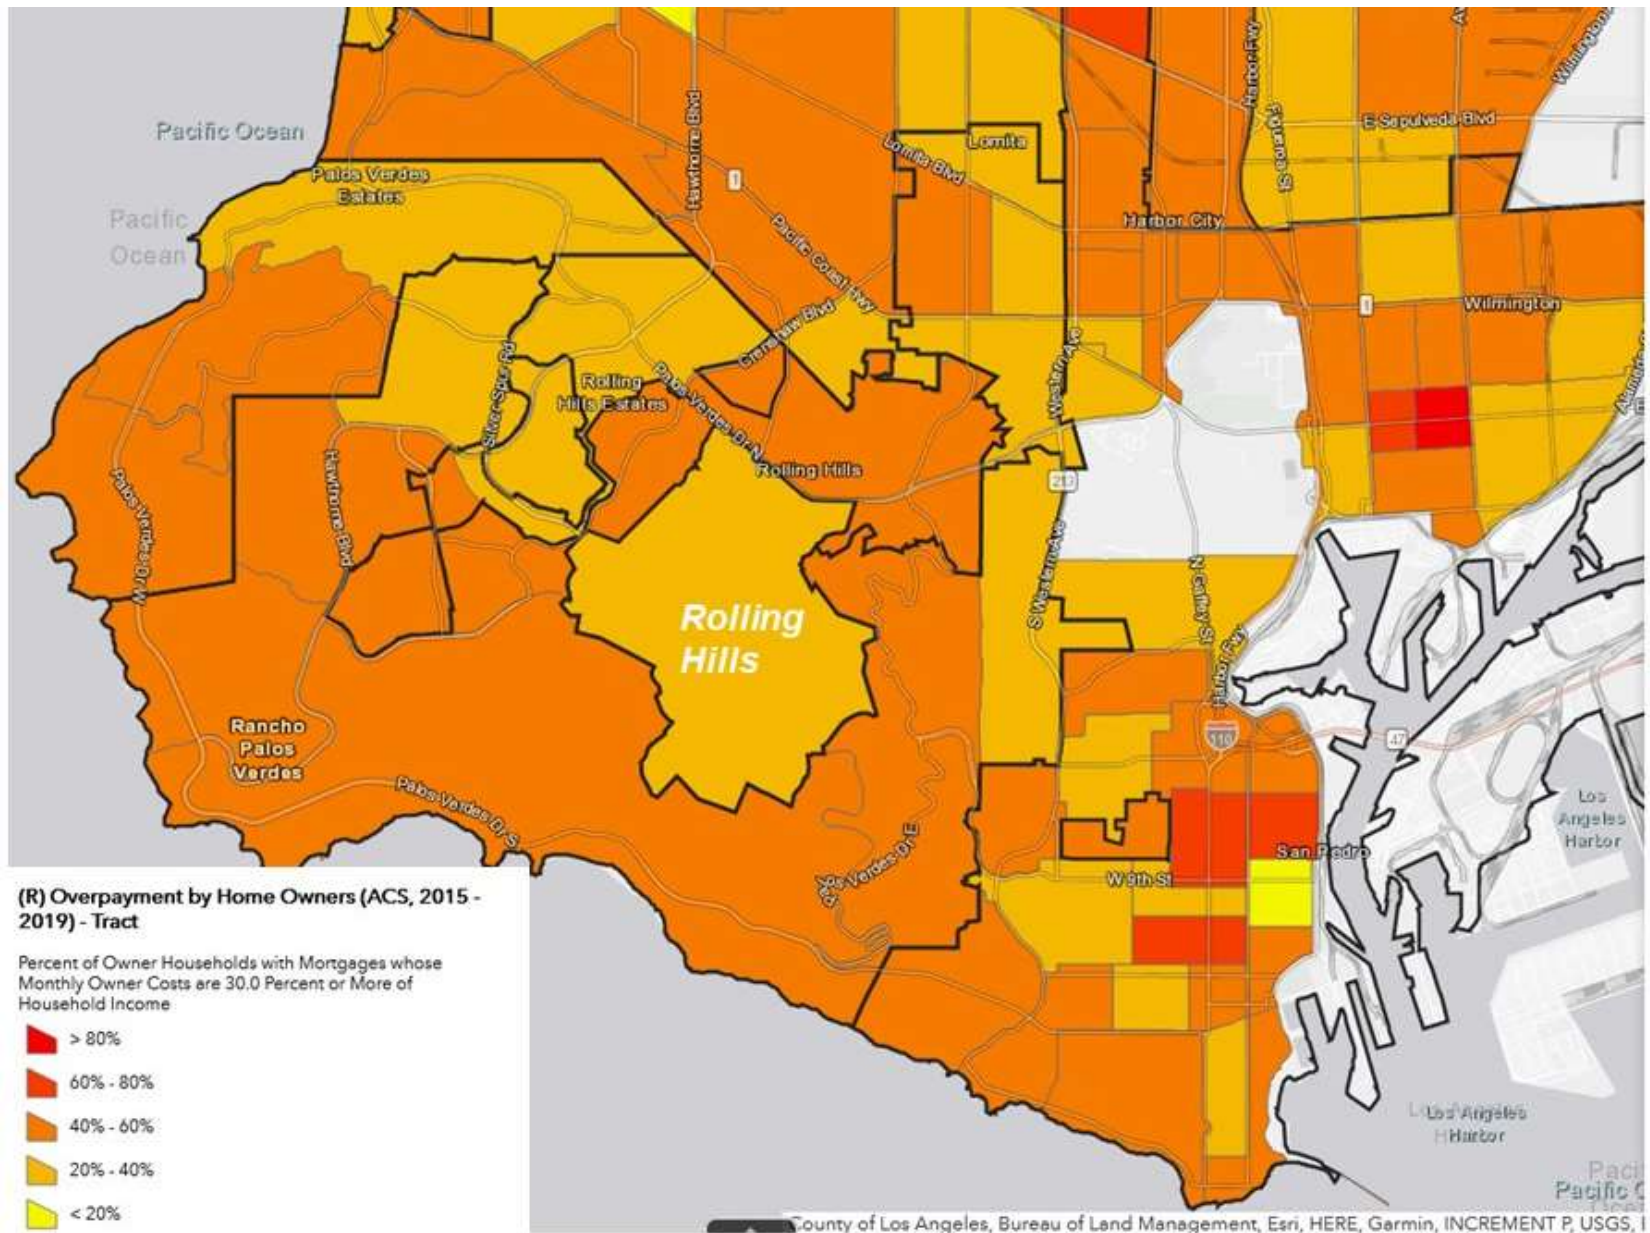 Pacific Ocean
Pacific
Ocean
Palos Verdes
Estates
Hawthorne Blvd
1
Pacific Coast Hwy
Lomita Blvd
Lomita
Harbor Fwy
Figueroa St
E Sepulveda Blvd
Harbor City
1
Wilmington
Crenshaw Blvd
Silver Spur Rd
Rolling
Hills Estates
Palos Verdes Dr N
Rolling Hills
Western Ave
213
Palos Verdes Dr W
Hawthorne Blvd
Rolling
Hills
S Western Ave
N Gaffey St
Harbor Fwy
110
47
Rancho
Palos
Verdes
Palos Verdes Dr S
Palos Verdes Dr E
San Pedro
W 9th St
Los
Angeles
Harbor
Los Angeles
Harbor
(R) Overpayment by Home Owners (ACS, 2015 -
2019) - Tract
Percent of Owner Households with Mortgages whose
Monthly Owner Costs are 30.0 Percent or More of
Household Income
> 80%
60% - 80%
40% - 60%
20% - 40%
< 20%
County of Los Angeles, Bureau of Land Management, Esri, HERE, Garmin, INCREMENT P, USGS,